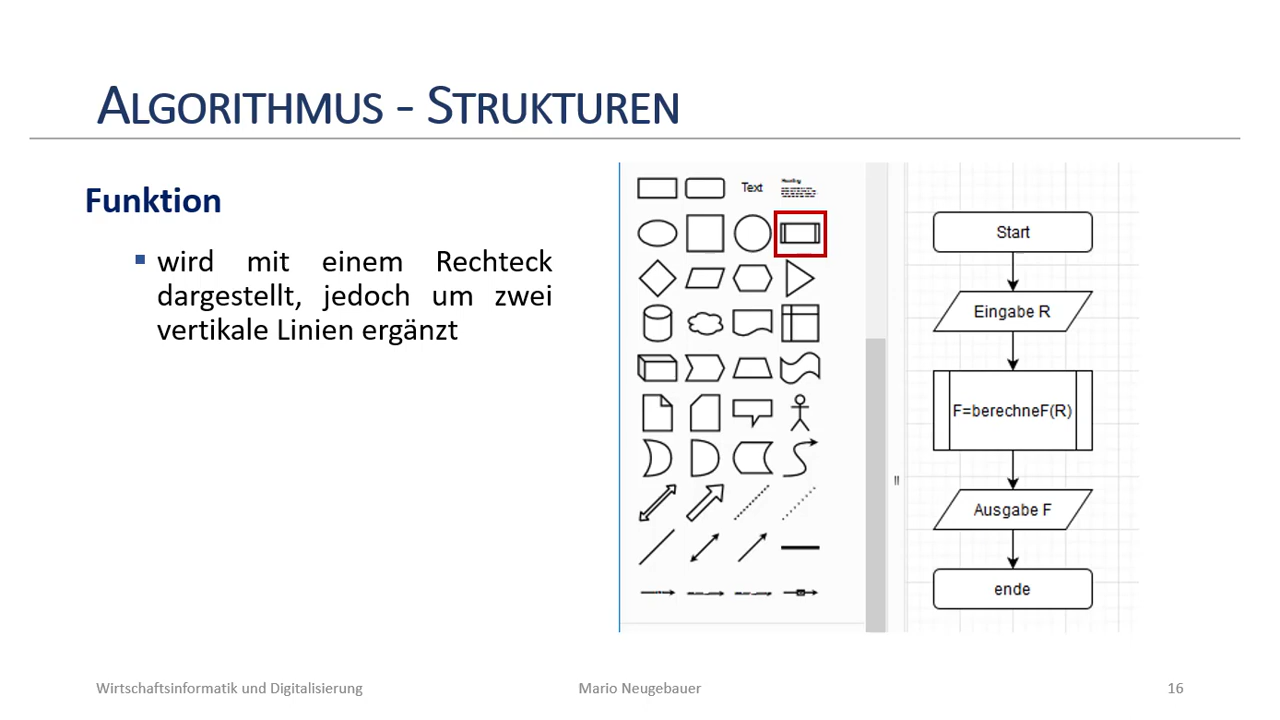 ALGORITHMUS - STRUKTUREN
Funktion
▪ wird mit einem Rechteck
dargestellt, jedoch um zwei
vertikale Linien ergänzt
Text
Heading
Start
Eingabe R
F=berechneF(R)
Ausgabe F
ende
Wirtschaftsinformatik und Digitalisierung
Mario Neugebauer
16